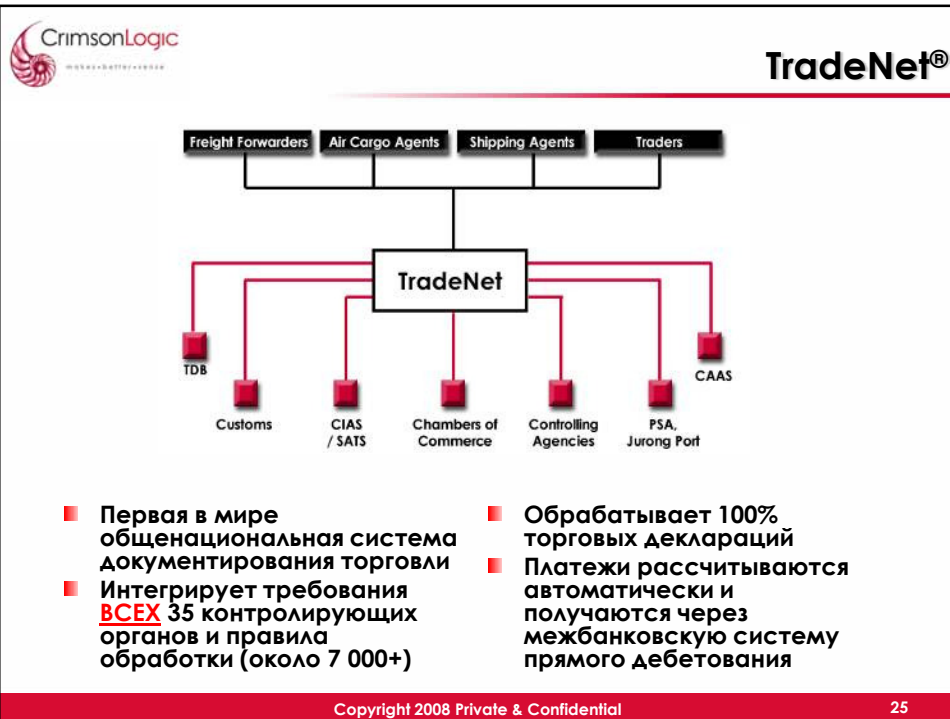 CrimsonLogic
makes•better•sense
TradeNet®
Freight Forwarders
Air Cargo Agents
Shipping Agents
Traders
TradeNet
TDB
CAAS
Customs
CIAS
/ SATS
Chambers of
Commerce
Controlling
Agencies
PSA,
Jurong Port
Первая в мире
общенациональная система
документирования торговли
Интегрирует требования
ВСЕХ 35 контролирующих
органов и правила
обработки (около 7 000+)
Обрабатывает 100%
торговых деклараций
Платежи рассчитываются
автоматически и
получаются через
межбанковскую систему
прямого дебетования
Copyright 2008 Private & Confidential
25